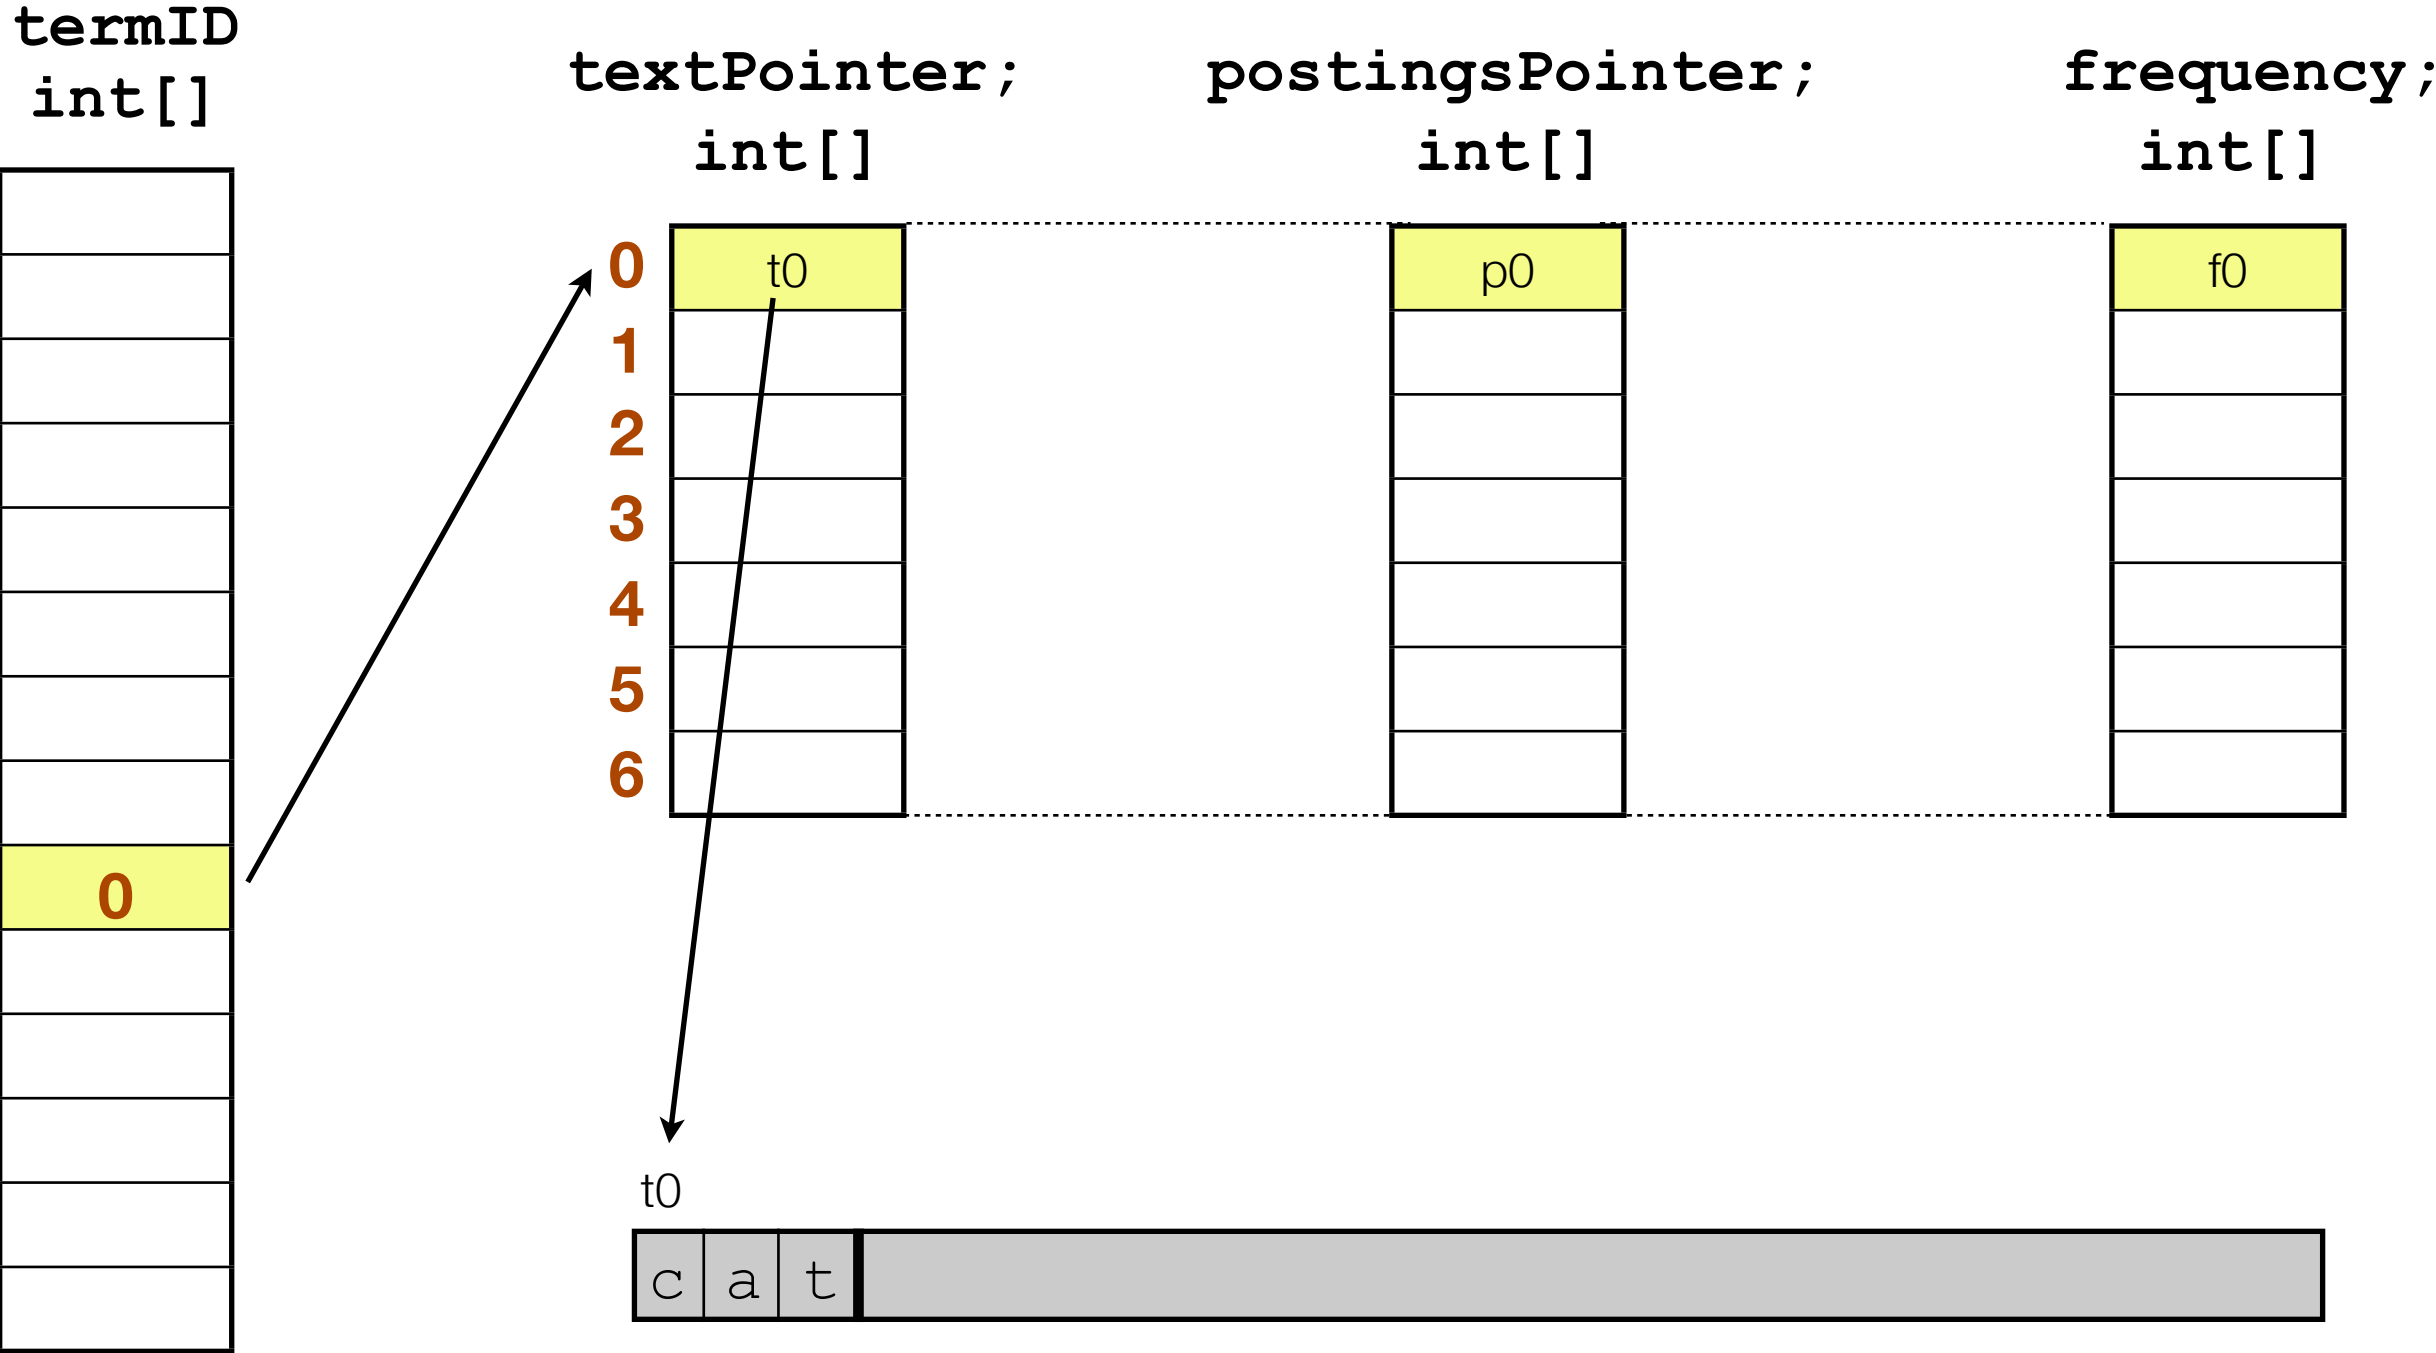 termID
int[]
textPointer;
int[]
postingsPointer;
int[]
frequency;
int[]
0 t0 p0 f0
1
2
3
4
5
6
0
t0
c a t